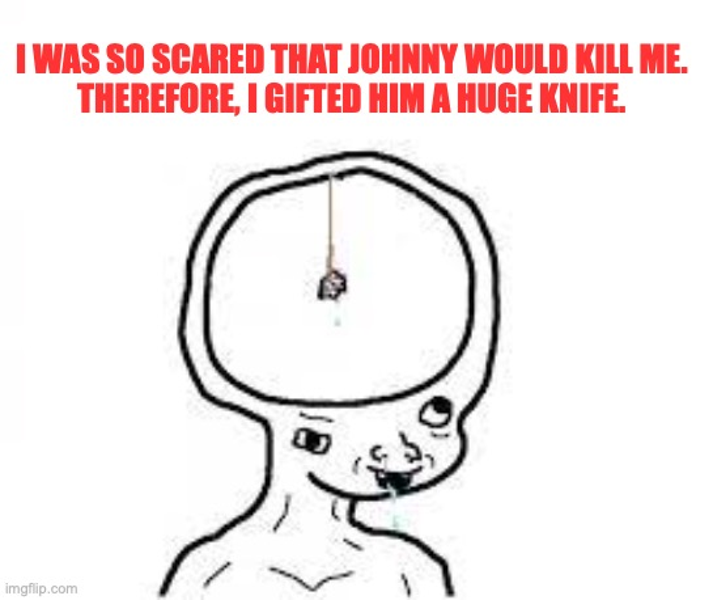 I WAS SO SCARED THAT JOHNNY WOULD KILL ME.
THEREFORE, I GIFTED HIM A HUGE KNIFE.
imgflip.com